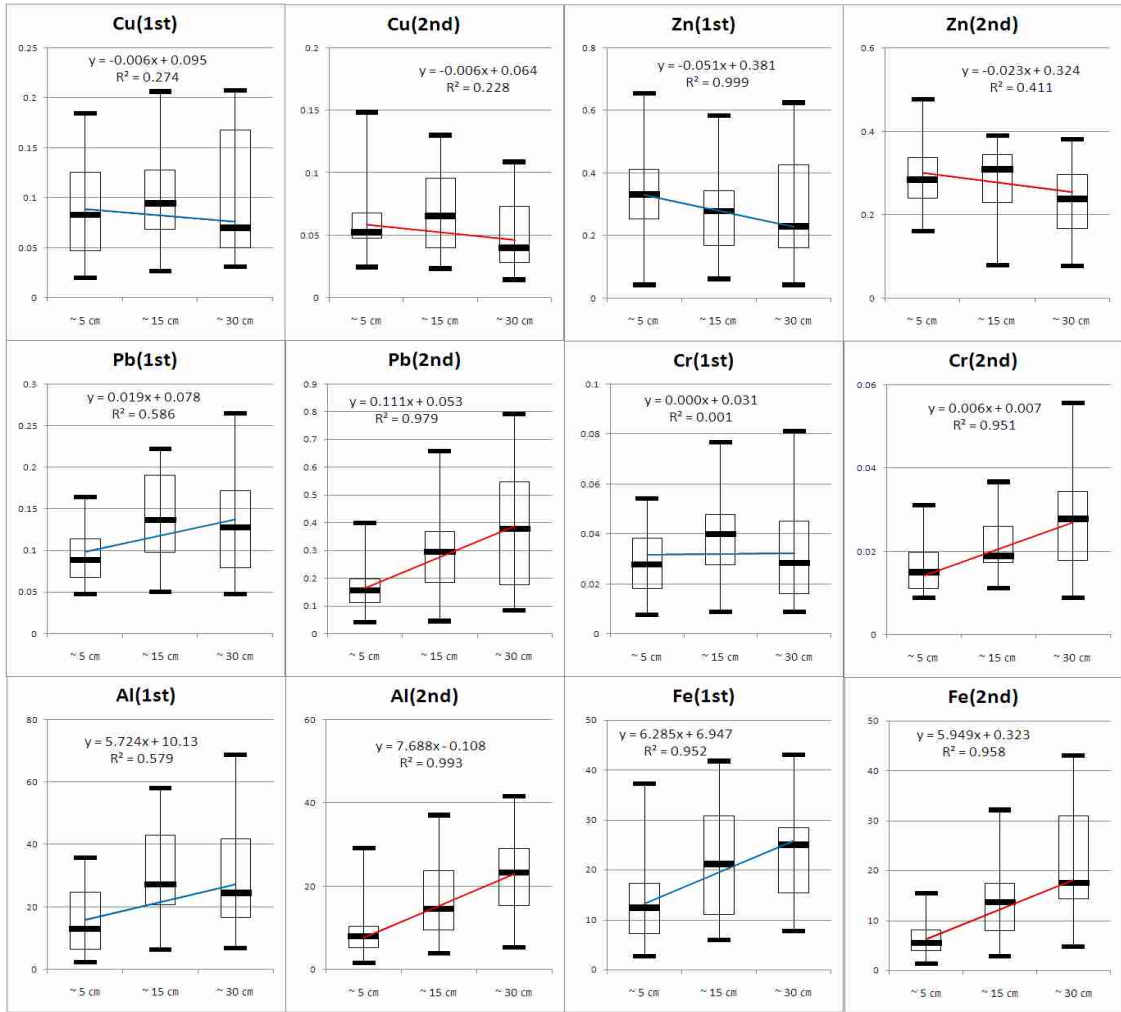 Cu(1st)
0.25
0.2
0.15
0.1
0.05
0
y = -0.006x + 0.095
R² = 0.274
~ 5 cm ~ 15 cm ~ 30 cm
Cu(2nd)
0.2
0.15
0.1
0.05
0
y = -0.006x + 0.064
R² = 0.228
~ 5 cm ~ 15 cm ~ 30 cm
Zn(1st)
0.8
0.6
0.4
0.2
0
y = -0.051x + 0.381
R² = 0.999
~ 5 cm ~ 15 cm ~ 30 cm
Zn(2nd)
0.6
0.4
0.2
0
y = -0.023x + 0.324
R² = 0.411
~ 5 cm ~ 15 cm ~ 30 cm
Pb(1st)
0.3
0.25
0.2
0.15
0.1
0.05
0
y = 0.019x + 0.078
R² = 0.586
~ 5 cm ~ 15 cm ~ 30 cm
Pb(2nd)
0.9
0.8
0.7
0.6
0.5
0.4
0.3
0.2
0.1
0
y = 0.111x + 0.053
R² = 0.979
~ 5 cm ~ 15 cm ~ 30 cm
Cr(1st)
0.1
0.08
0.06
0.04
0.02
0
y = 0.000x + 0.031
R² = 0.001
~ 5 cm ~ 15 cm ~ 30 cm
Cr(2nd)
0.06
0.04
0.02
0
y = 0.006x + 0.007
R² = 0.951
~ 5 cm ~ 15 cm ~ 30 cm
Al(1st)
80
60
40
20
0
y = 5.724x + 10.13
R² = 0.579
~ 5 cm ~ 15 cm ~ 30 cm
Al(2nd)
60
40
20
0
y = 7.688x - 0.108
R² = 0.993
~ 5 cm ~ 15 cm ~ 30 cm
Fe(1st)
50
40
30
20
10
0
y = 6.285x + 6.947
R² = 0.952
~ 5 cm ~ 15 cm ~ 30 cm
Fe(2nd)
50
40
30
20
10
0
y = 5.949x + 0.323
R² = 0.958
~ 5 cm ~ 15 cm ~ 30 cm